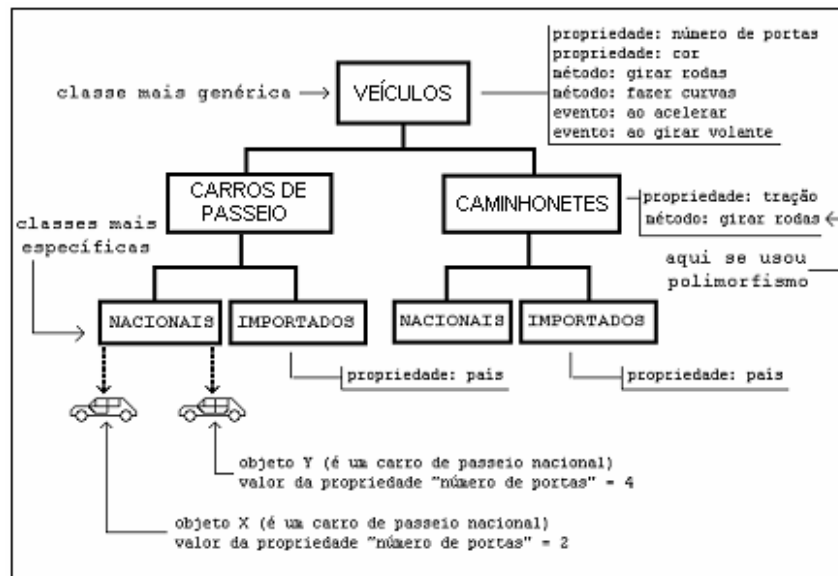 propriedade: número de portas
propriedade: cor
método: girar rodas
método: fazer curvas
evento: ao acelerar
evento: ao girar volante
classe mais genérica
VEÍCULOS
CARROS DE
PASSEIO
CAMINHONETES
propriedade: tração
método: girar rodas
classes mais
específicas
aqui se usou
polimorfismo
NACIONAIS
IMPORTADOS
NACIONAIS
IMPORTADOS
propriedade: país
propriedade: país
objeto Y (é um carro de passeio nacional)
valor da propriedade "número de portas" = 4
objeto X (é um carro de passeio nacional)
valor da propriedade "número de portas" = 2